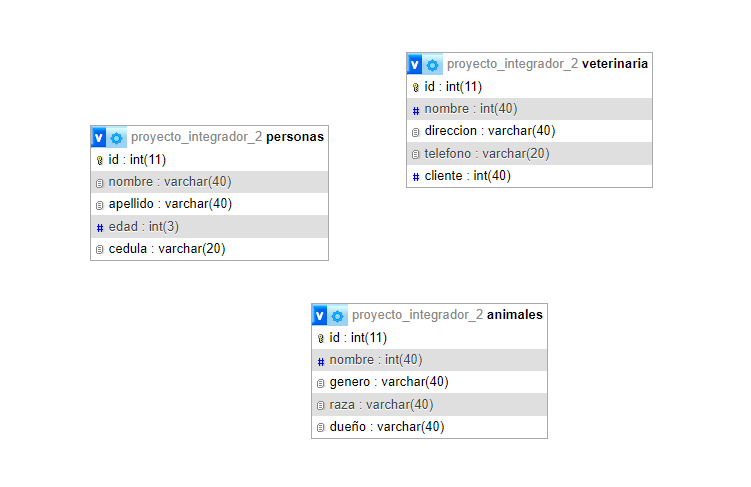 proyecto_integrador_2 veterinaria
id : int(11)
nombre : int(40)
direccion : varchar(40)
telefono : varchar(20)
cliente : int(40)
proyecto_integrador_2 personas
id : int(11)
nombre : varchar(40)
apellido : varchar(40)
edad : int(3)
cedula : varchar(20)
proyecto_integrador_2 animales
id : int(11)
nombre : int(40)
genero : varchar(40)
raza : varchar(40)
dueño : varchar(40)